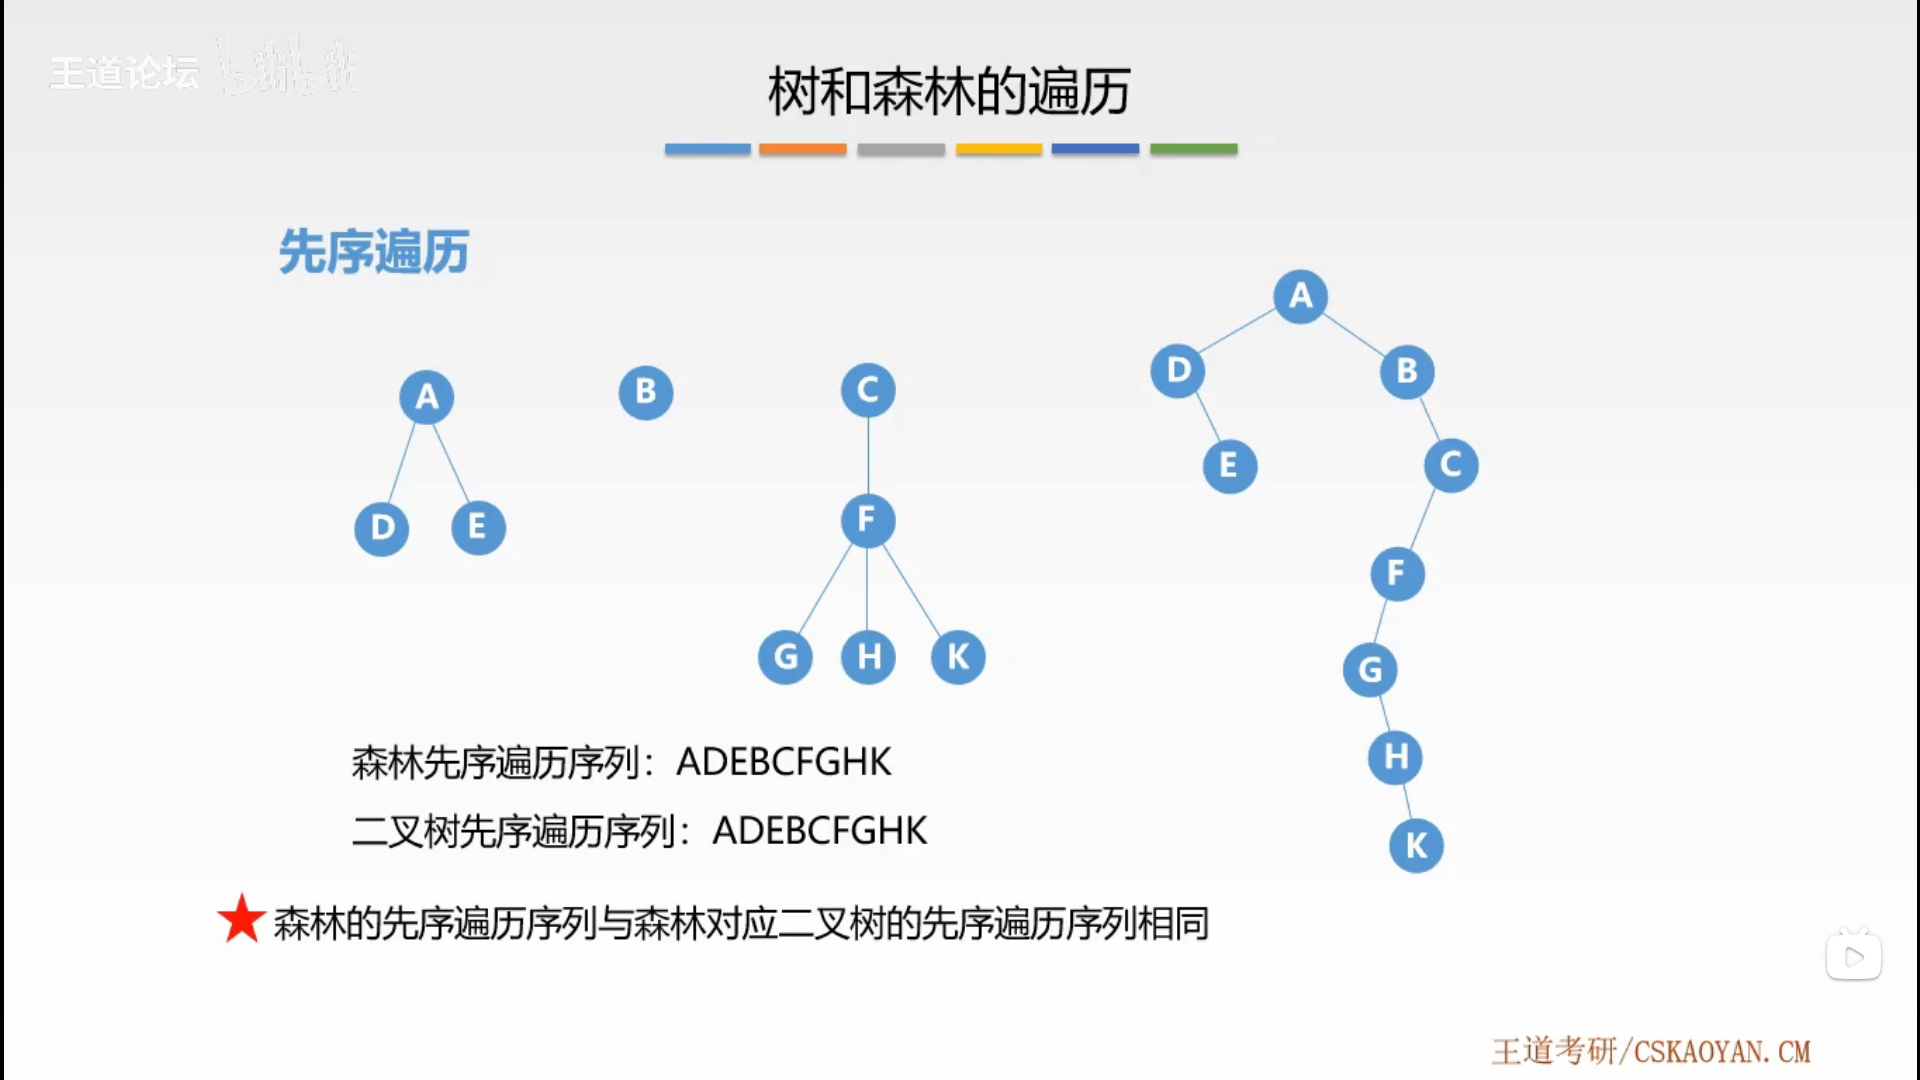 王道论坛 bilibili
树和森林的遍历
先序遍历
A
D
E
B
C
F
G
H
K
A
D
B
E
C
F
G
H
K
森林先序遍历序列：ADEBCFGHK
二叉树先序遍历序列：ADEBCFGHK
森林的先序遍历序列与森林对应二叉树的先序遍历序列相同
王道考研/CSKAOYAN.CM